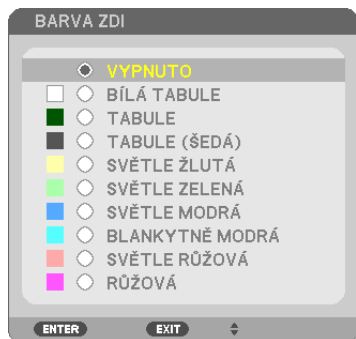 BARVA ZDI
VYPNUTO
BÍLÁ TABULE
TABULE
TABULE (ŠEDÁ)
SVĚTLE ŽLUTÁ
SVĚTLE ZELENÁ
SVĚTLE MODRÁ
BLANKYTNĚ MODRÁ
SVĚTLE RŮŽOVÁ
RŮŽOVÁ
ENTER EXIT